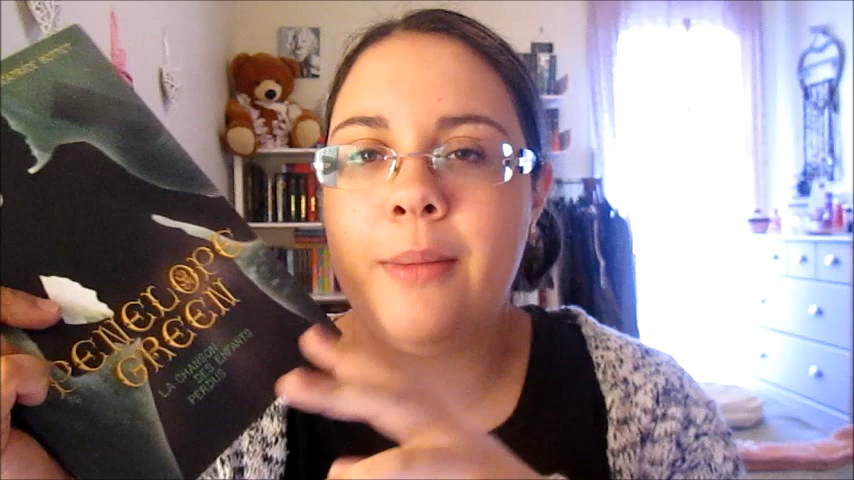 PENELOPE
GREEN
LA CHANSON
DES ENFANTS
PERDUS